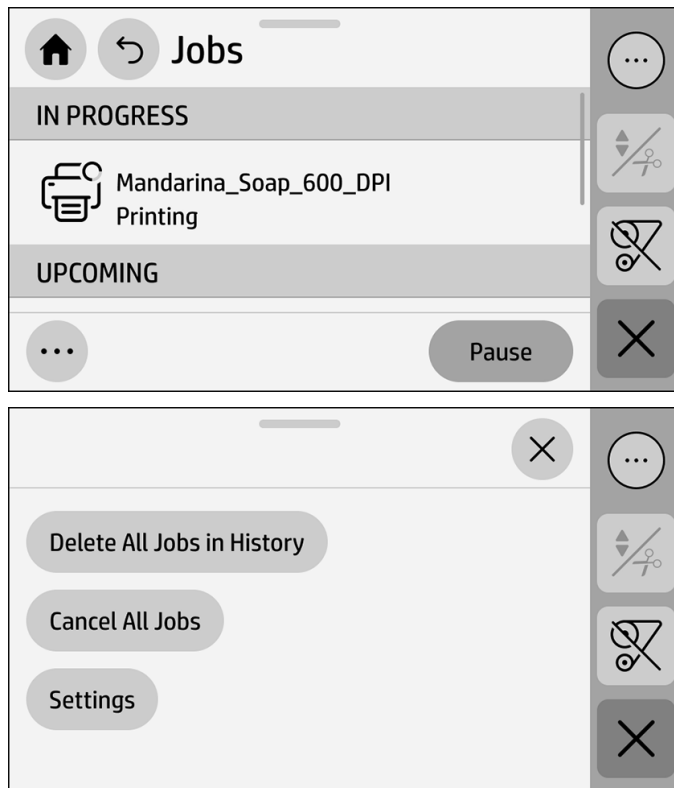 Jobs
IN PROGRESS
Mandarina_Soap_600_DPI
Printing
UPCOMING
Pause
Delete All Jobs in History
Cancel All Jobs
Settings